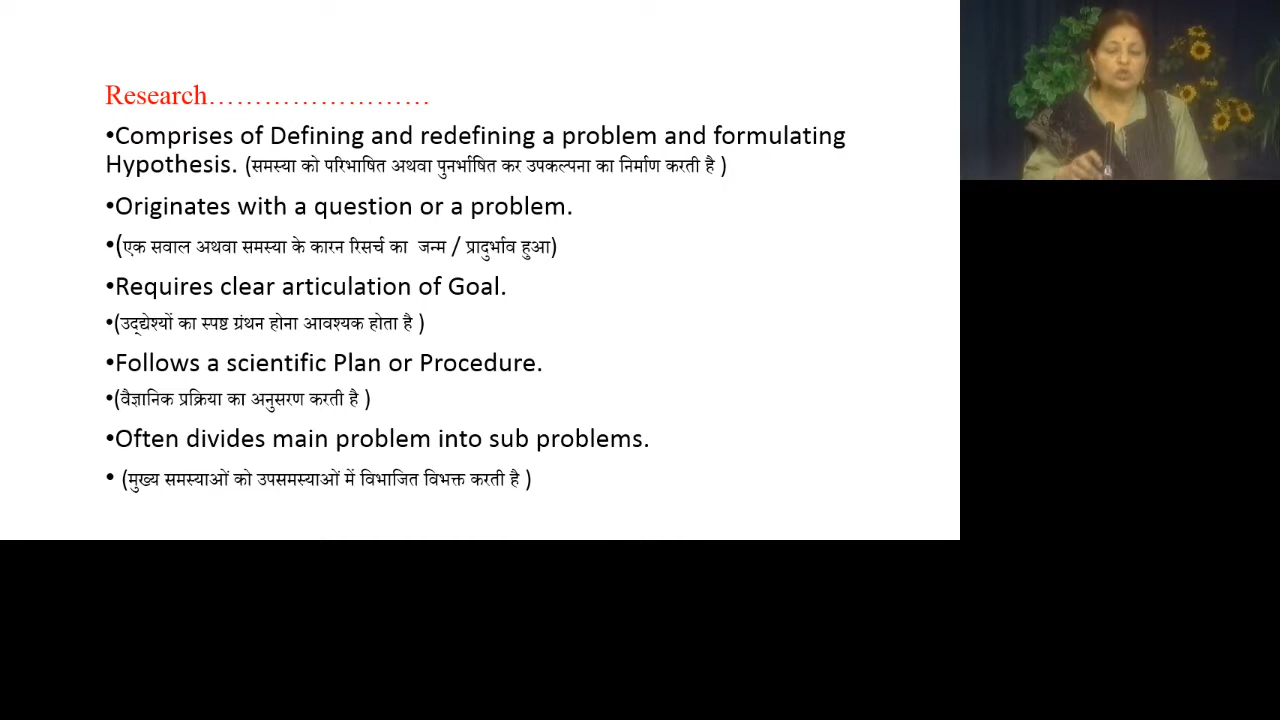 Research……………………
•Comprises of Defining and redefining a problem and formulating
Hypothesis. (समस्या को परिभाषित अथवा पुनर्भाषित कर उपकल्पना का निर्माण करती है )
•Originates with a question or a problem.
•(एक सवाल अथवा समस्या के कारन रिसर्च का जन्म / प्रादुर्भाव हुआ)
•Requires clear articulation of Goal.
•(उद्द्येश्यों का स्पष्ट ग्रंथन होना आवश्यक होता है )
•Follows a scientific Plan or Procedure.
•(वैज्ञानिक प्रक्रिया का अनुसरण करती है )
•Often divides main problem into sub problems.
• (मुख्य समस्याओं को उपसमस्याओं में विभाजित विभक्त करती है )